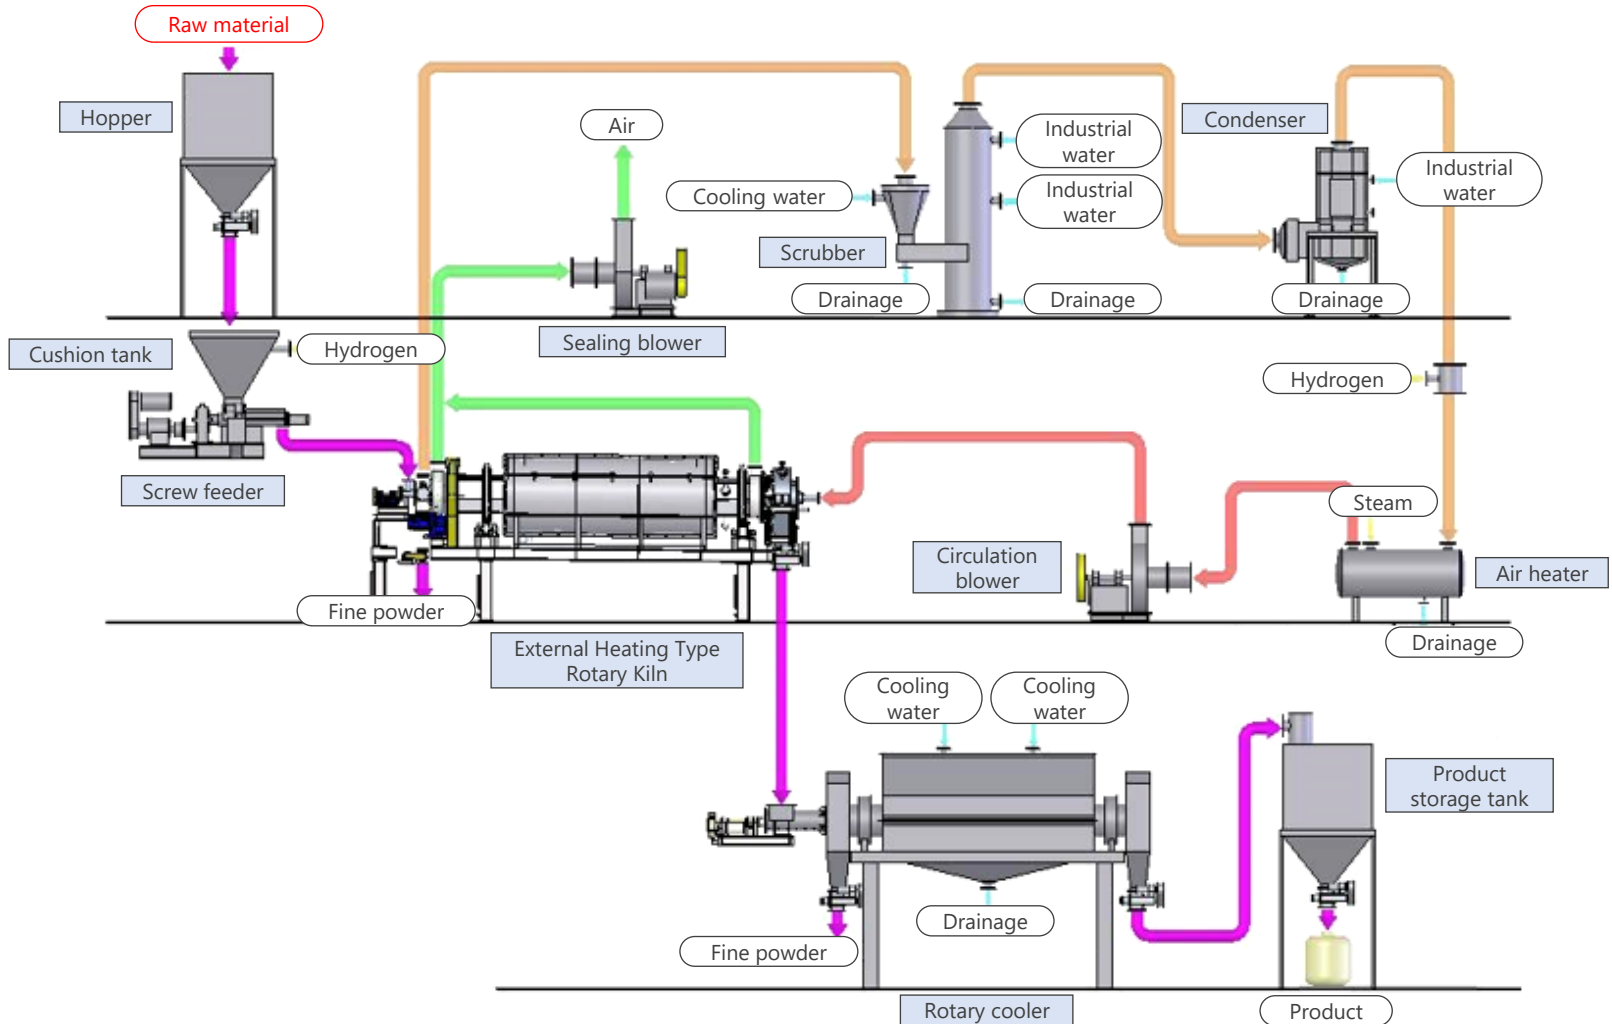 Raw material
Hopper
Air
Condenser
Industrial
water
Industrial
water
Industrial
water
Cooling water
Scrubber
Drainage
Drainage
Drainage
Sealing blower
Cushion tank
Hydrogen
Hydrogen
Screw feeder
Steam
Circulation
blower
Air heater
Fine powder
Drainage
External Heating Type
Rotary Kiln
Cooling
water
Cooling
water
Product
storage tank
Drainage
Fine powder
Rotary cooler
Product